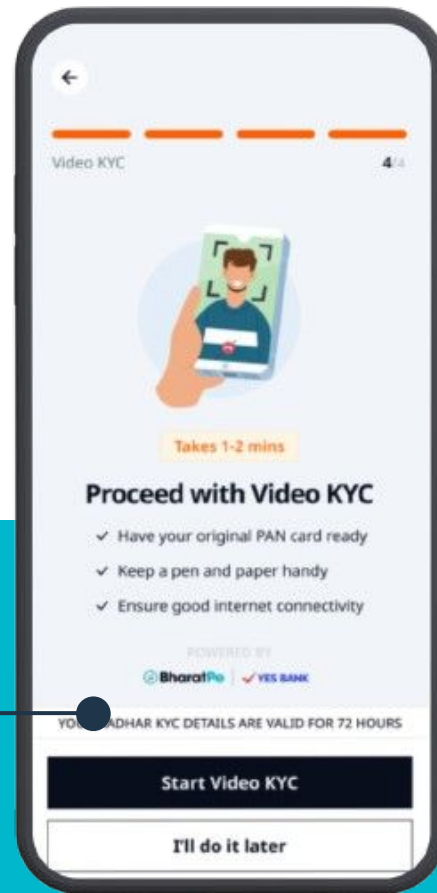 Video KYC 4/4
Takes 1-2 mins
Proceed with Video KYC
✓ Have your original PAN card ready
✓ Keep a pen and paper handy
✓ Ensure good internet connectivity
POWERED BY
BharatPe | YES BANK
ADHAR KYC DETAILS ARE VALID FOR 72 HOURS
Start Video KYC
I'll do it later